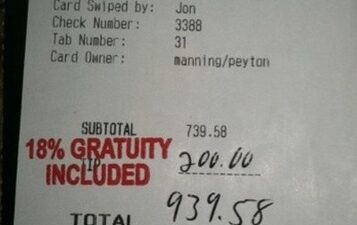 Card Swiped by: Jon
Check Number: 3388
Tab Number: 31
Card Owner: manning/peyton
SUBTOTAL 739.58
18% GRATUITY
INCLUDED
TIP 200.00
TOTAL 939.58